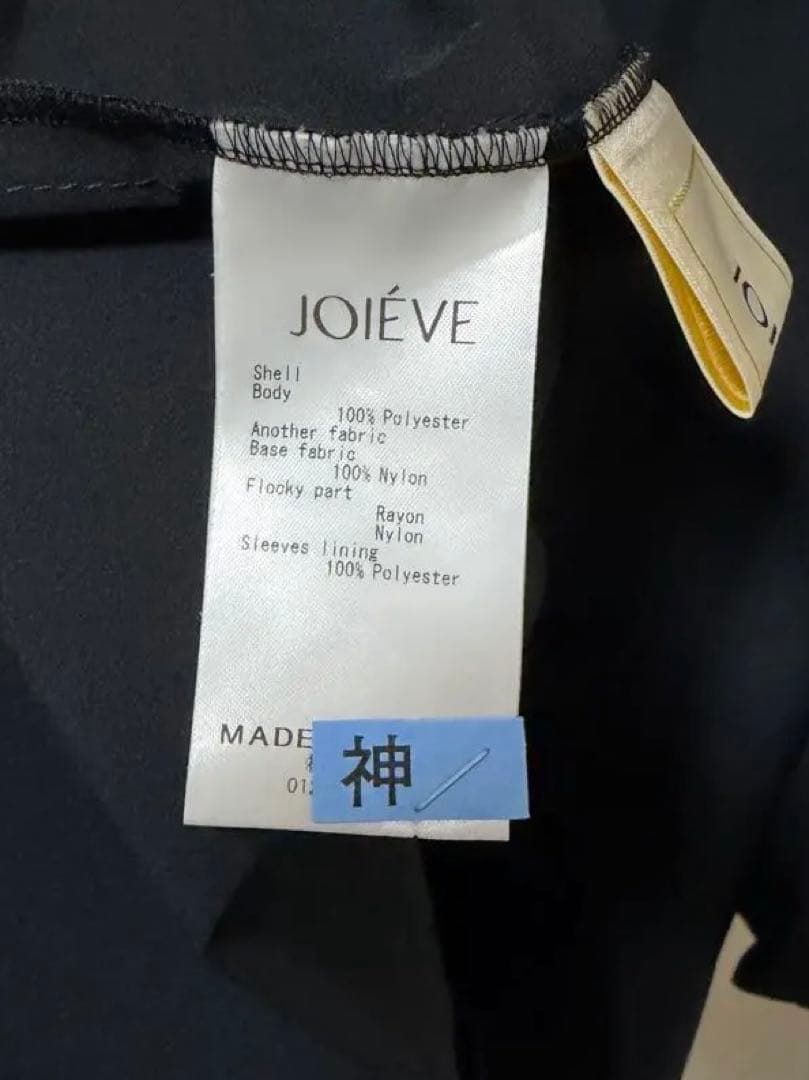 JOIÉVE
Shell
Body
100% Polyester
Another fabric
Base fabric
100% Nylon
Flocky part
Rayon
Nylon
Sleeves lining
100% Polyester
MADE
神